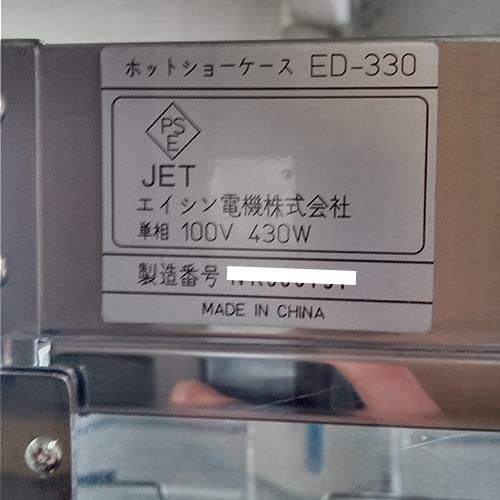 ホットショーケース ED-330
PS
E
JET
エイシン電機株式会社
単相 100V 430W
製造番号
MADE IN CHINA